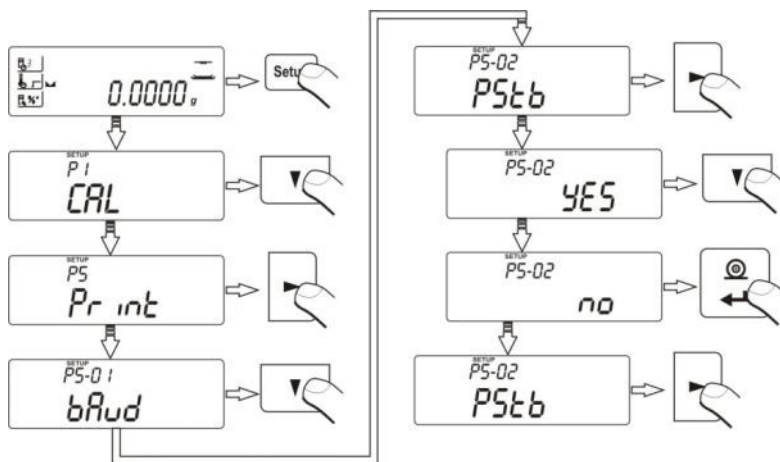 0.0000 g
Setup
SETUP
P1
CAL
SETUP
P5
Print
SETUP
P5-01
bAud
SETUP
P5-02
PStb
SETUP
P5-02
YES
SETUP
P5-02
no
SETUP
P5-02
PStb